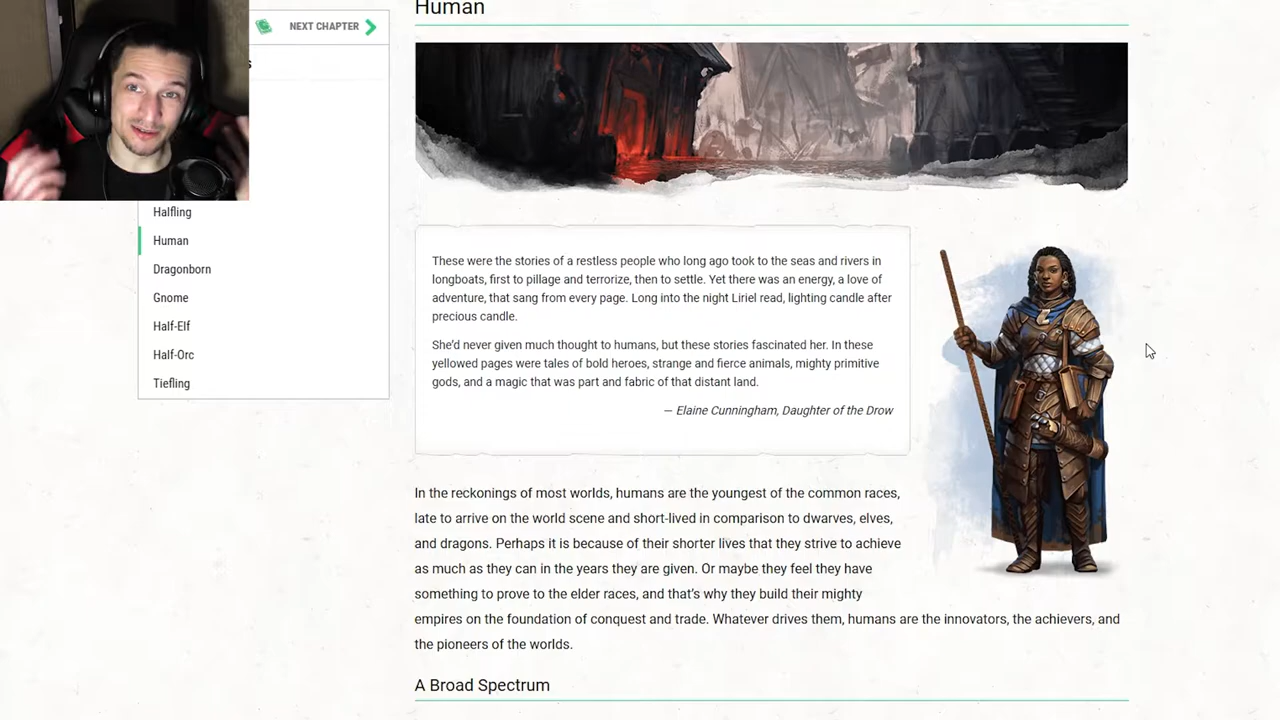 Human
NEXT CHAPTER
s
Halfling
Human
Dragonborn
Gnome
Half-Elf
Half-Orc
Tiefling
These were the stories of a restless people who long ago took to the seas and rivers in
longboats, first to pillage and terrorize, then to settle. Yet there was an energy, a love of
adventure, that sang from every page. Long into the night Liriel read, lighting candle after
precious candle.
She'd never given much thought to humans, but these stories fascinated her. In these
yellowed pages were tales of bold heroes, strange and fierce animals, mighty primitive
gods, and a magic that was part and fabric of that distant land.
— Elaine Cunningham, Daughter of the Drow
In the reckonings of most worlds, humans are the youngest of the common races,
late to arrive on the world scene and short-lived in comparison to dwarves, elves,
and dragons. Perhaps it is because of their shorter lives that they strive to achieve
as much as they can in the years they are given. Or maybe they feel they have
something to prove to the elder races, and that's why they build their mighty
empires on the foundation of conquest and trade. Whatever drives them, humans are the innovators, the achievers, and
the pioneers of the worlds.
A Broad Spectrum